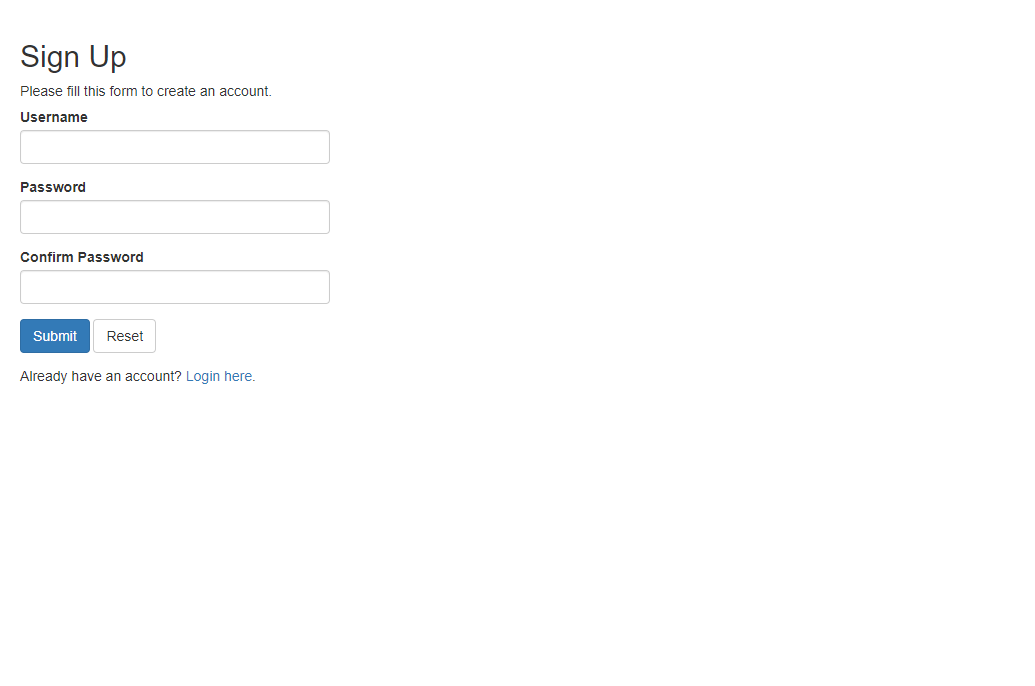 Sign Up
Please fill this form to create an account.
Username
Password
Confirm Password
Submit Reset
Already have an account? Login here.